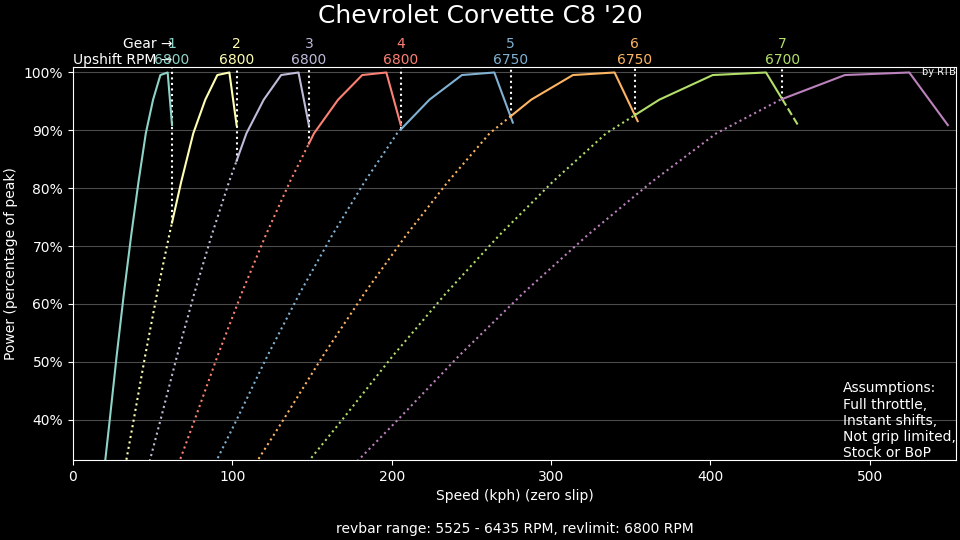 Chevrolet Corvette C8 '20
Gear → 1 2 3 4 5 6 7
Upshift RPM → 6800 6800 6800 6800 6750 6750 6700
by RTB
100%
90%
80%
70%
60%
50%
40%
Power (percentage of peak)
Assumptions:
Full throttle,
Instant shifts,
Not grip limited,
Stock or BoP
0 100 200 300 400 500
Speed (kph) (zero slip)
revbar range: 5525 - 6435 RPM, revlimit: 6800 RPM